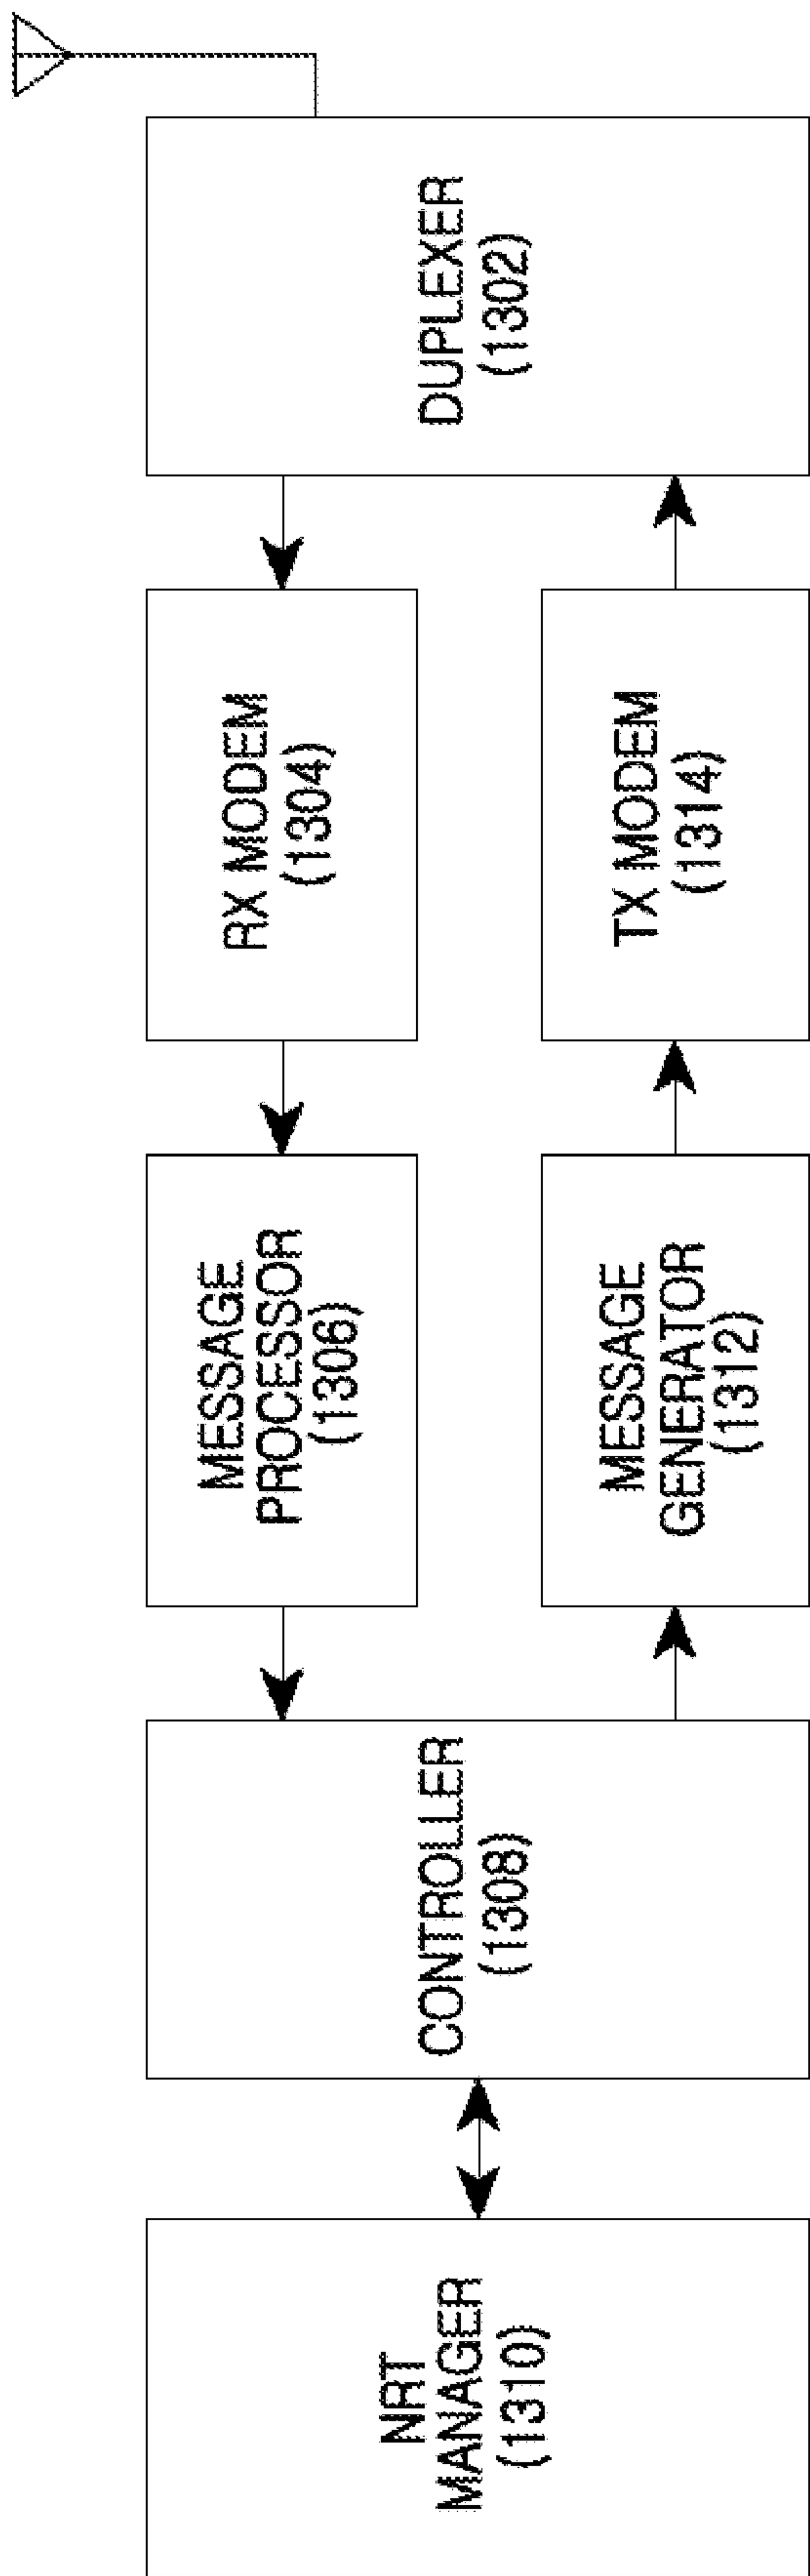 NRT
MANAGER
(1310)
CONTROLLER
(1308)
MESSAGE
PROCESSOR
(1306)
RX MODEM
(1304)
DUPLEXER
(1302)
MESSAGE
GENERATOR
(1312)
TX MODEM
(1314)